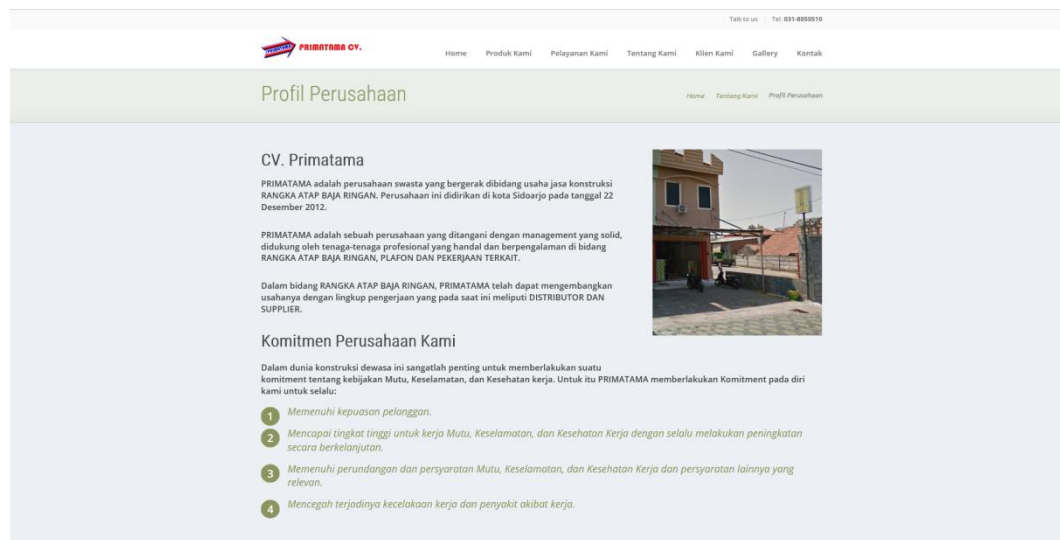 Talk to us Tel. 031-8050510
PRIMATAMA CV.
Home Produk Kami Pelayanan Kami Tentang Kami Klien Kami Gallery Kontak
Profil Perusahaan
Home Tentang Kami Profil Perusahaan
CV. Primatama
PRIMATAMA adalah perusahaan swasta yang bergerak dibidang usaha jasa konstruksi
RANGKA ATAP BAJA RINGAN. Perusahaan ini didirikan di kota Sidoarjo pada tanggal 22
Desember 2012.
PRIMATAMA adalah sebuah perusahaan yang ditangani dengan management yang solid,
didukung oleh tenaga-tenaga profesional yang handal dan berpengalaman di bidang
RANGKA ATAP BAJA RINGAN, PLAFON DAN PEKERJAAN TERKAIT.
Dalam bidang RANGKA ATAP BAJA RINGAN, PRIMATAMA telah dapat mengembangkan
usahanya dengan lingkup pengerjaan yang pada saat ini meliputi DISTRIBUTOR DAN
SUPPLIER.
Komitmen Perusahaan Kami
Dalam dunia konstruksi dewasa ini sangatlah penting untuk memberlakukan suatu
komitment tentang kebijakan Mutu, Keselamatan, dan Kesehatan kerja. Untuk itu PRIMATAMA memberlakukan Komitment pada diri
kami untuk selalu:
1 Memenuhi kepuasan pelanggan.
2 Mencapai tingkat tinggi untuk kerja Mutu, Keselamatan, dan Kesehatan Kerja dengan selalu melakukan peningkatan
secara berkelanjutan.
3 Memenuhi perundangan dan persyaratan Mutu, Keselamatan, dan Kesehatan Kerja dan persyaratan lainnya yang
relevan.
4 Mencegah terjadinya kecelakaan kerja dan penyakit akibat kerja.